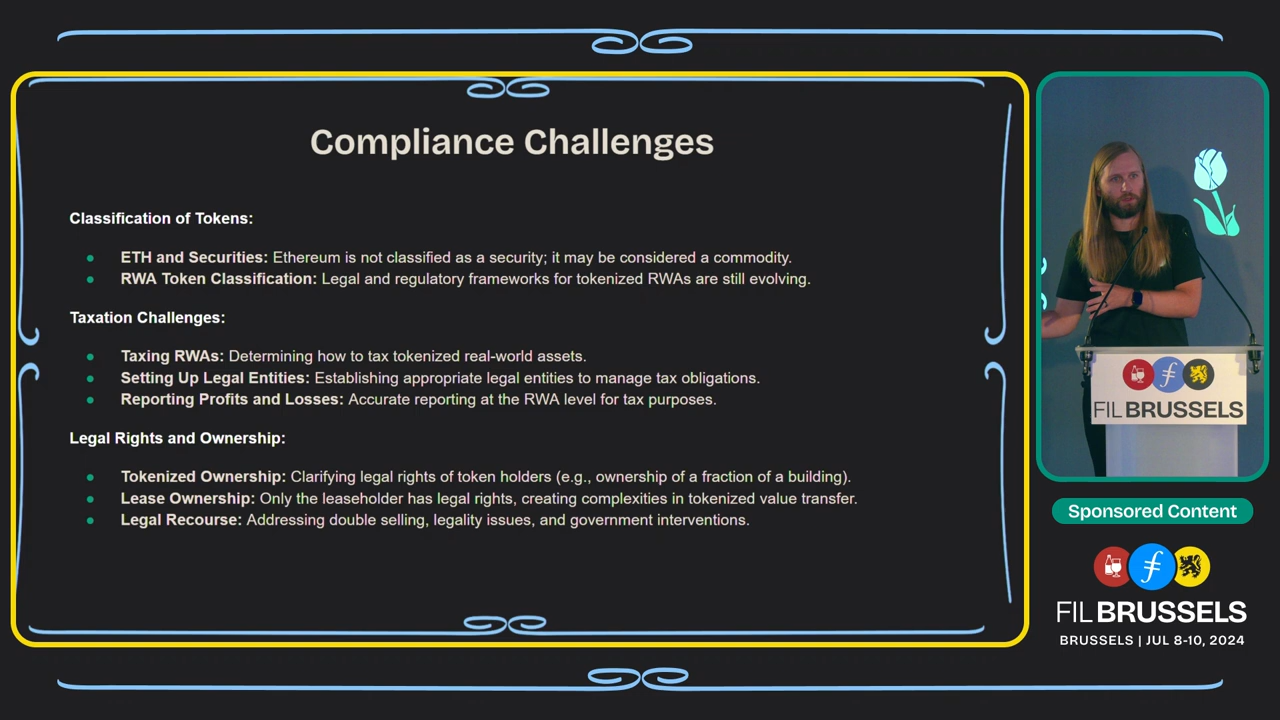 Compliance Challenges
Classification of Tokens:
ETH and Securities: Ethereum is not classified as a security; it may be considered a commodity.
RWA Token Classification: Legal and regulatory frameworks for tokenized RWAs are still evolving.
Taxation Challenges:
Taxing RWAs: Determining how to tax tokenized real-world assets.
Setting Up Legal Entities: Establishing appropriate legal entities to manage tax obligations.
Reporting Profits and Losses: Accurate reporting at the RWA level for tax purposes.
Legal Rights and Ownership:
Tokenized Ownership: Clarifying legal rights of token holders (e.g., ownership of a fraction of a building).
Lease Ownership: Only the leaseholder has legal rights, creating complexities in tokenized value transfer.
Legal Recourse: Addressing double selling, legality issues, and government interventions.
FIL BRUSSELS
Sponsored Content
FIL BRUSSELS
BRUSSELS | JUL 8-10, 2024